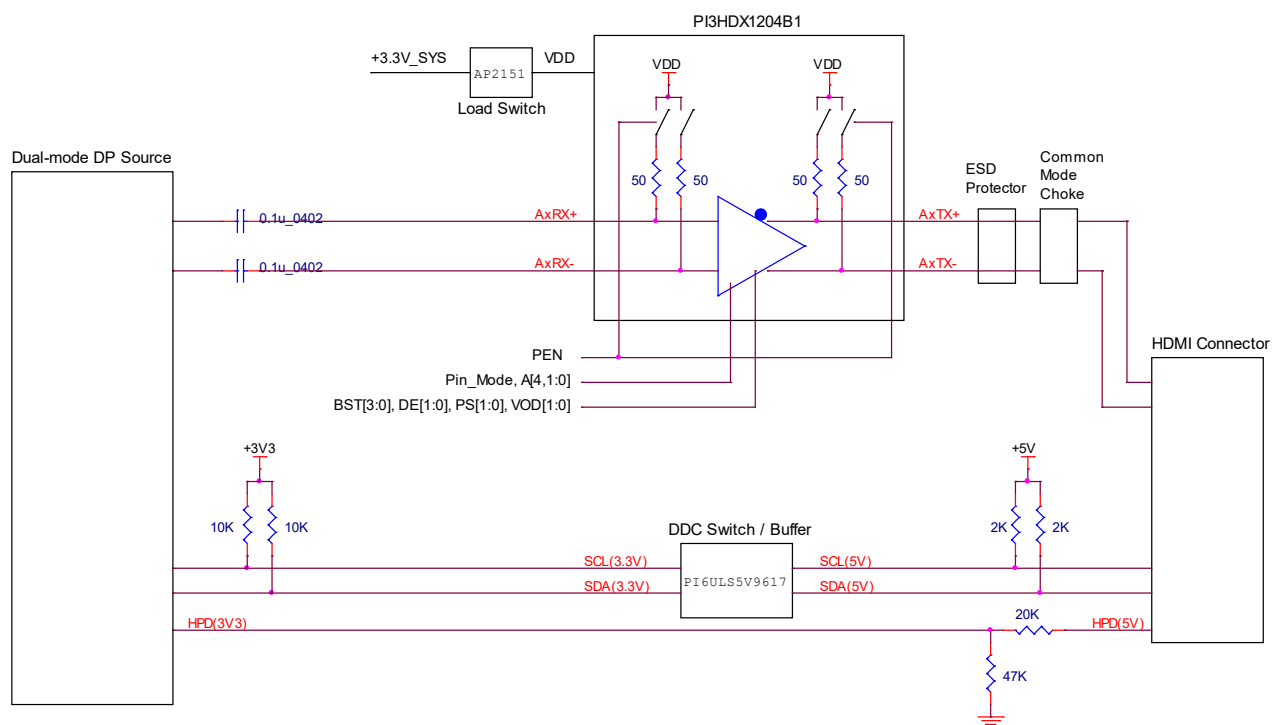 PI3HDX1204B1
+3.3V_SYS
AP2151
VDD
Load Switch
VDD
VDD
50
50
50
50
Dual-mode DP Source
0.1u_0402
0.1u_0402
AxRX+
AxRX-
AxTX+
AxTX-
ESD
Protector
Common
Mode
Choke
PEN
Pin_Mode, A[4,1:0]
BST[3:0], DE[1:0], PS[1:0], VOD[1:0]
HDMI Connector
+3V3
10K
10K
+5V
2K
2K
DDC Switch / Buffer
PI6ULS5V9617
SCL(3.3V)
SDA(3.3V)
SCL(5V)
SDA(5V)
HPD(3V3)
20K
HPD(5V)
47K